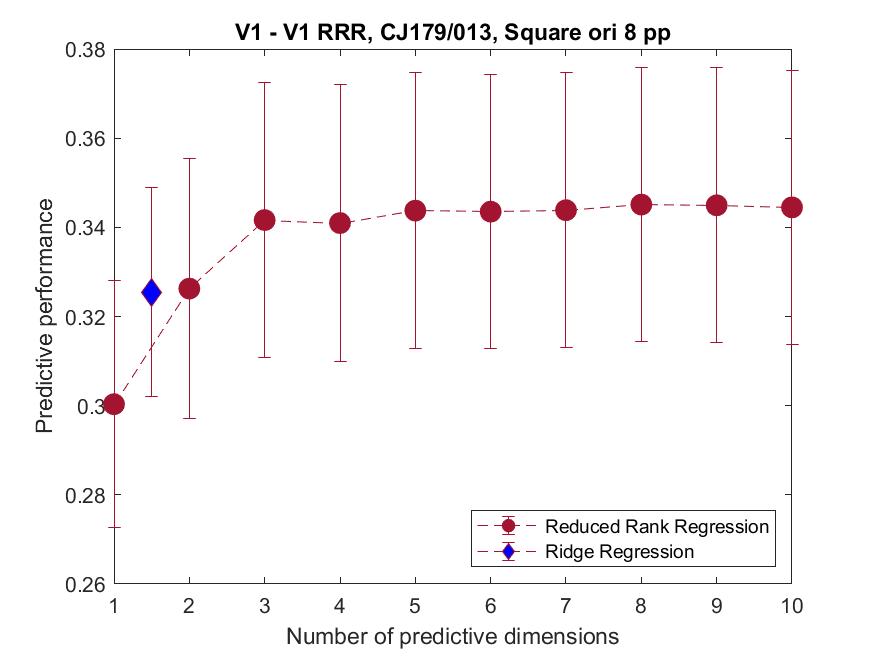 V1 - V1 RRR, CJ179/013, Square ori 8 pp
0.38
0.36
0.34
0.32
0.3
0.28
0.26
Predictive performance
1 2 3 4 5 6 7 8 9 10
Number of predictive dimensions
Reduced Rank Regression
Ridge Regression